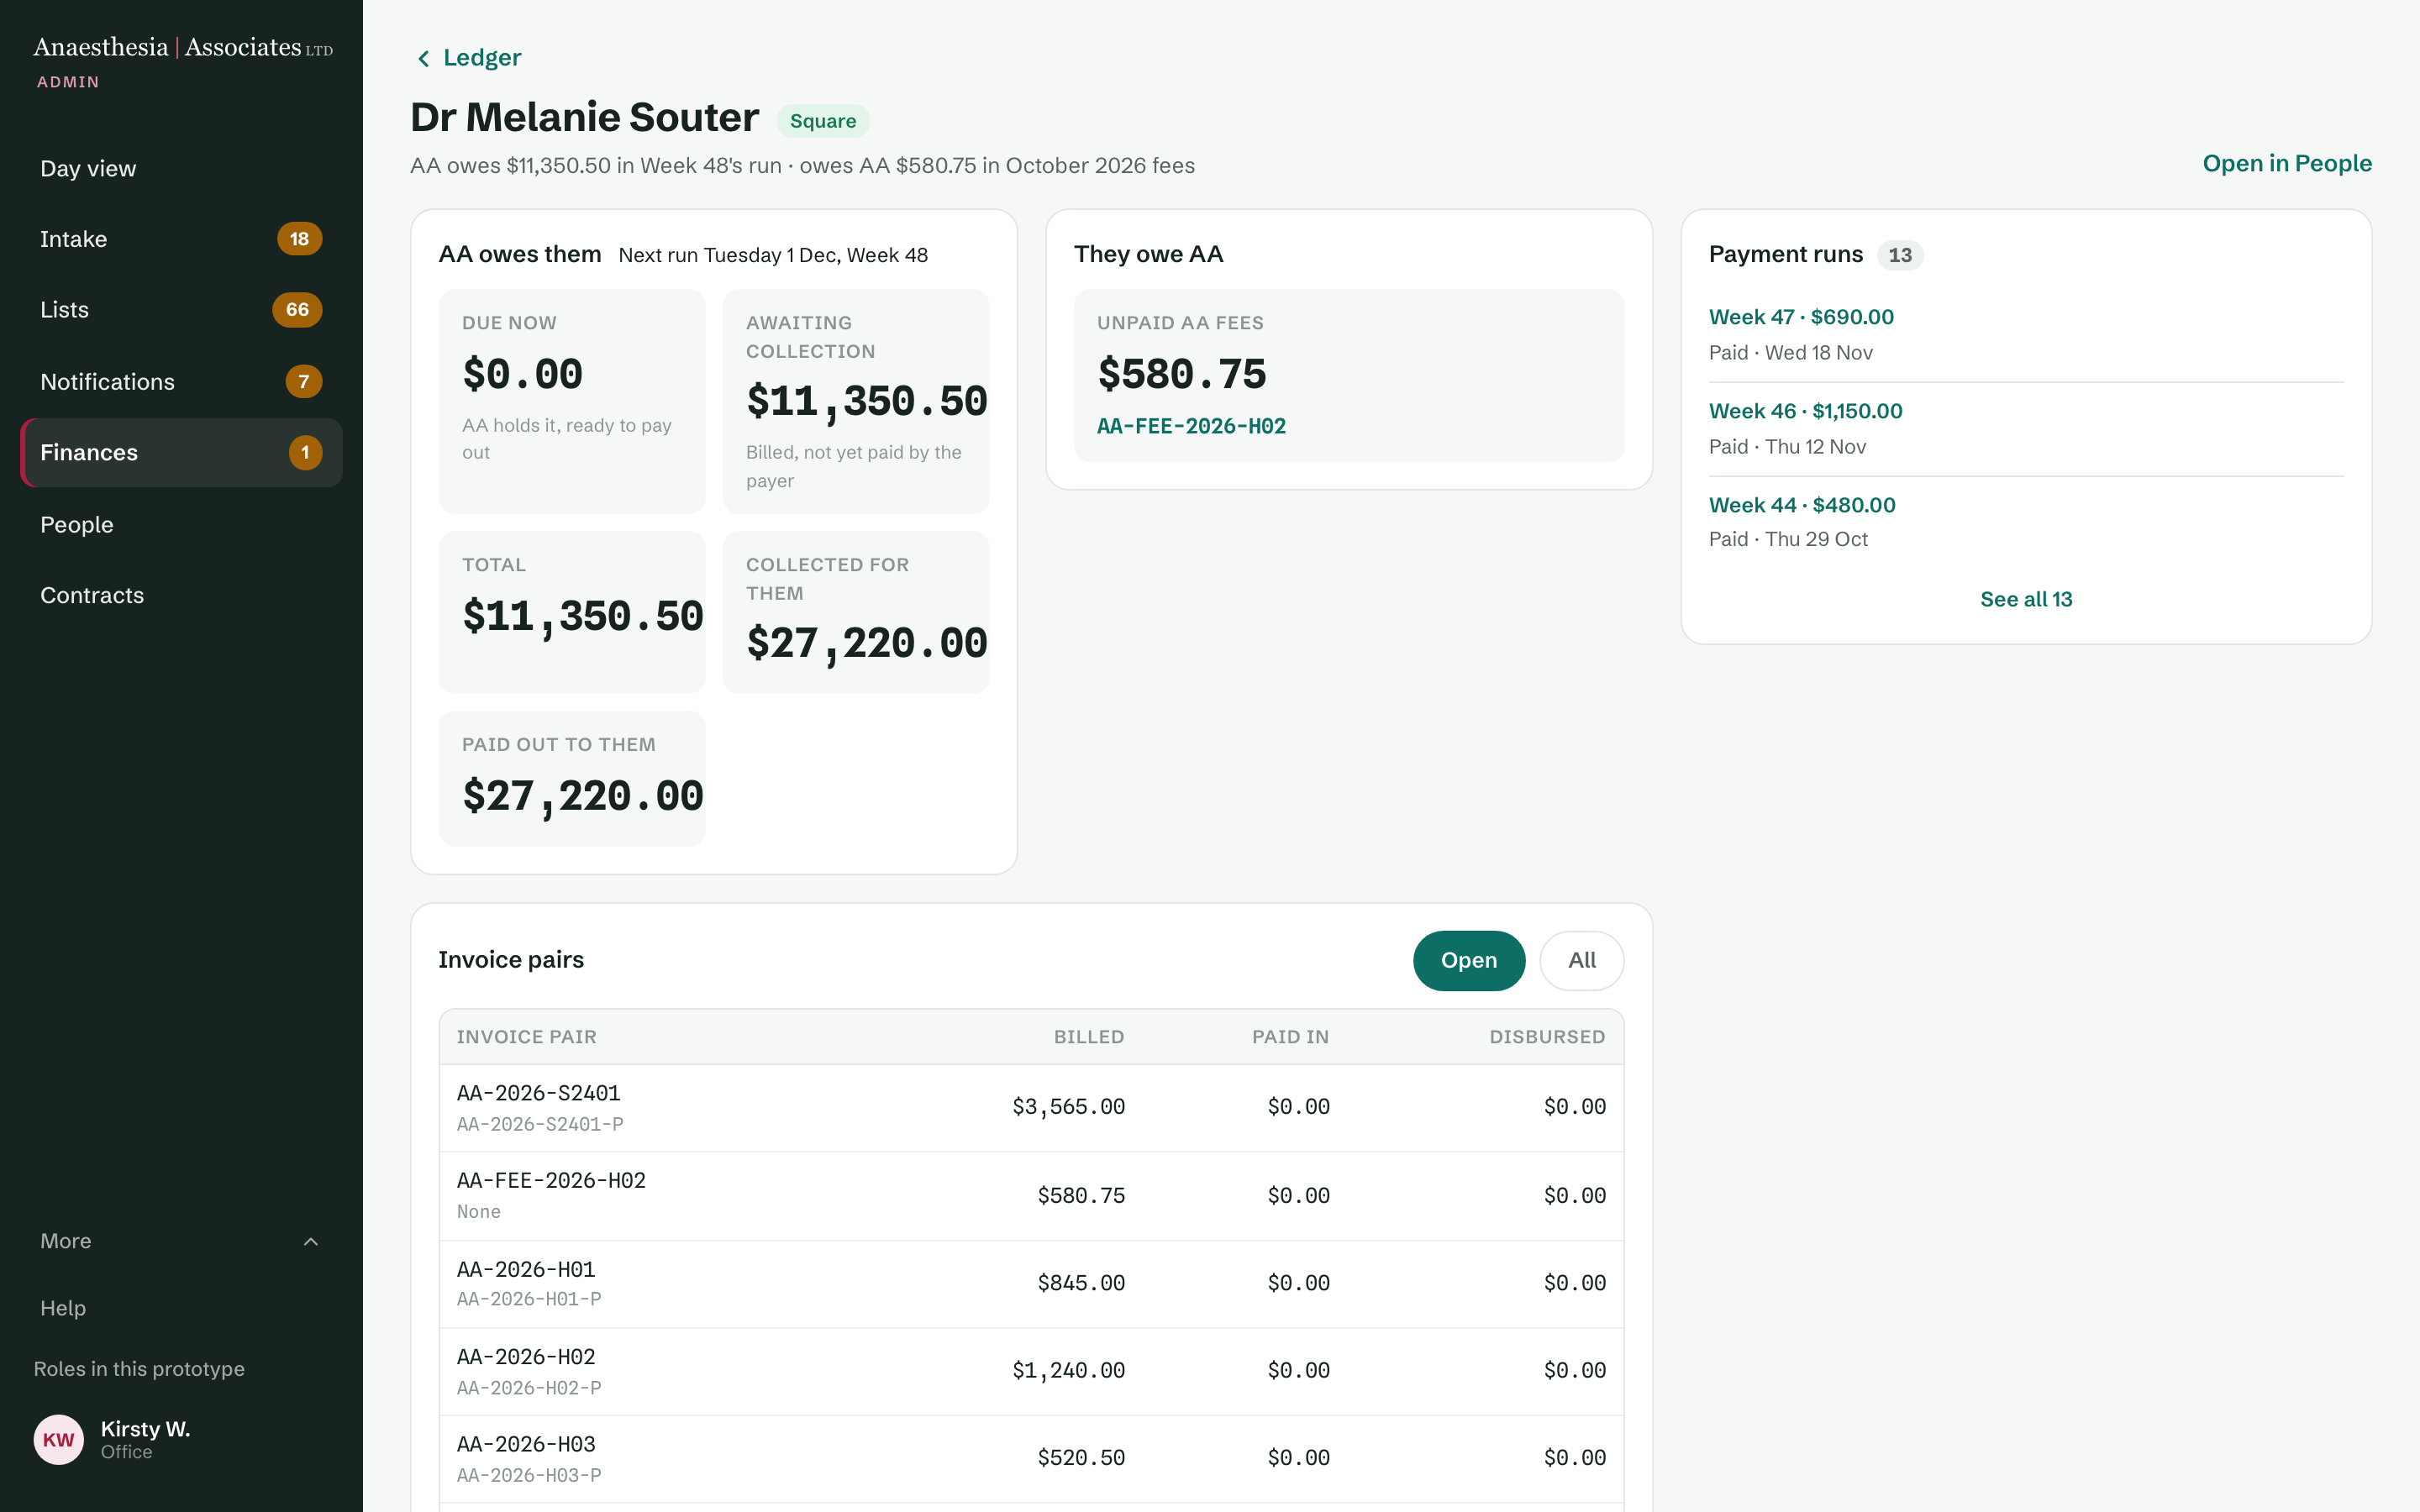 Anaesthesia | Associates LTD
ADMIN
Day view
Intake 18
Lists 66
Notifications 7
Finances 1
People
Contracts
More
Help
Roles in this prototype
KW
Kirsty W.
Office
Ledger
Dr Melanie Souter Square
AA owes $11,350.50 in Week 48's run · owes AA $580.75 in October 2026 fees
Open in People
AA owes them Next run Tuesday 1 Dec, Week 48
DUE NOW
$0.00
AA holds it, ready to pay
out
AWAITING
COLLECTION
$11,350.50
Billed, not yet paid by the
payer
TOTAL
$11,350.50
COLLECTED FOR
THEM
$27,220.00
PAID OUT TO THEM
$27,220.00
They owe AA
UNPAID AA FEES
$580.75
AA-FEE-2026-H02
Payment runs 13
Week 47 · $690.00
Paid · Wed 18 Nov
Week 46 · $1,150.00
Paid · Thu 12 Nov
Week 44 · $480.00
Paid · Thu 29 Oct
See all 13
Invoice pairs Open All
INVOICE PAIR BILLED PAID IN DISBURSED
AA-2026-S2401
AA-2026-S2401-P
$3,565.00 $0.00 $0.00
AA-FEE-2026-H02
None
$580.75 $0.00 $0.00
AA-2026-H01
AA-2026-H01-P
$845.00 $0.00 $0.00
AA-2026-H02
AA-2026-H02-P
$1,240.00 $0.00 $0.00
AA-2026-H03
AA-2026-H03-P
$520.50 $0.00 $0.00